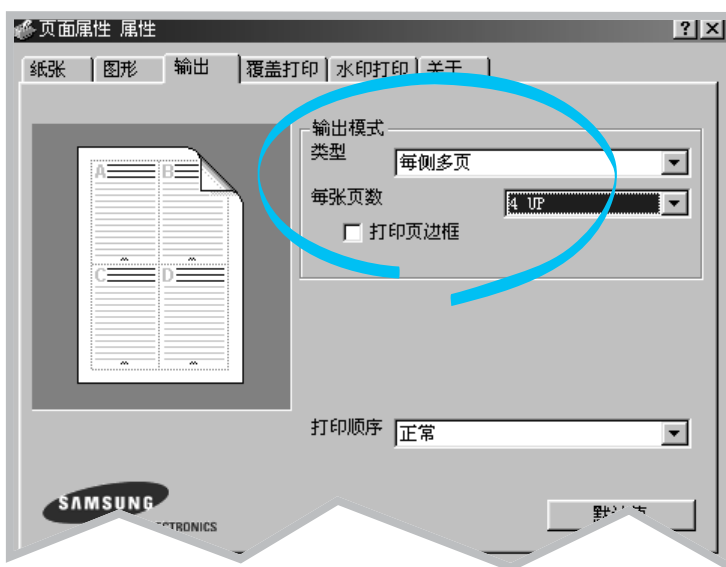 页面属性 属性
纸张 图形 输出 覆盖打印 水印打印 关于
A B
C D
输出模式
类型 每侧多页
每张页数 4 UP
打印页边框
打印顺序 正常
SAMSUNG